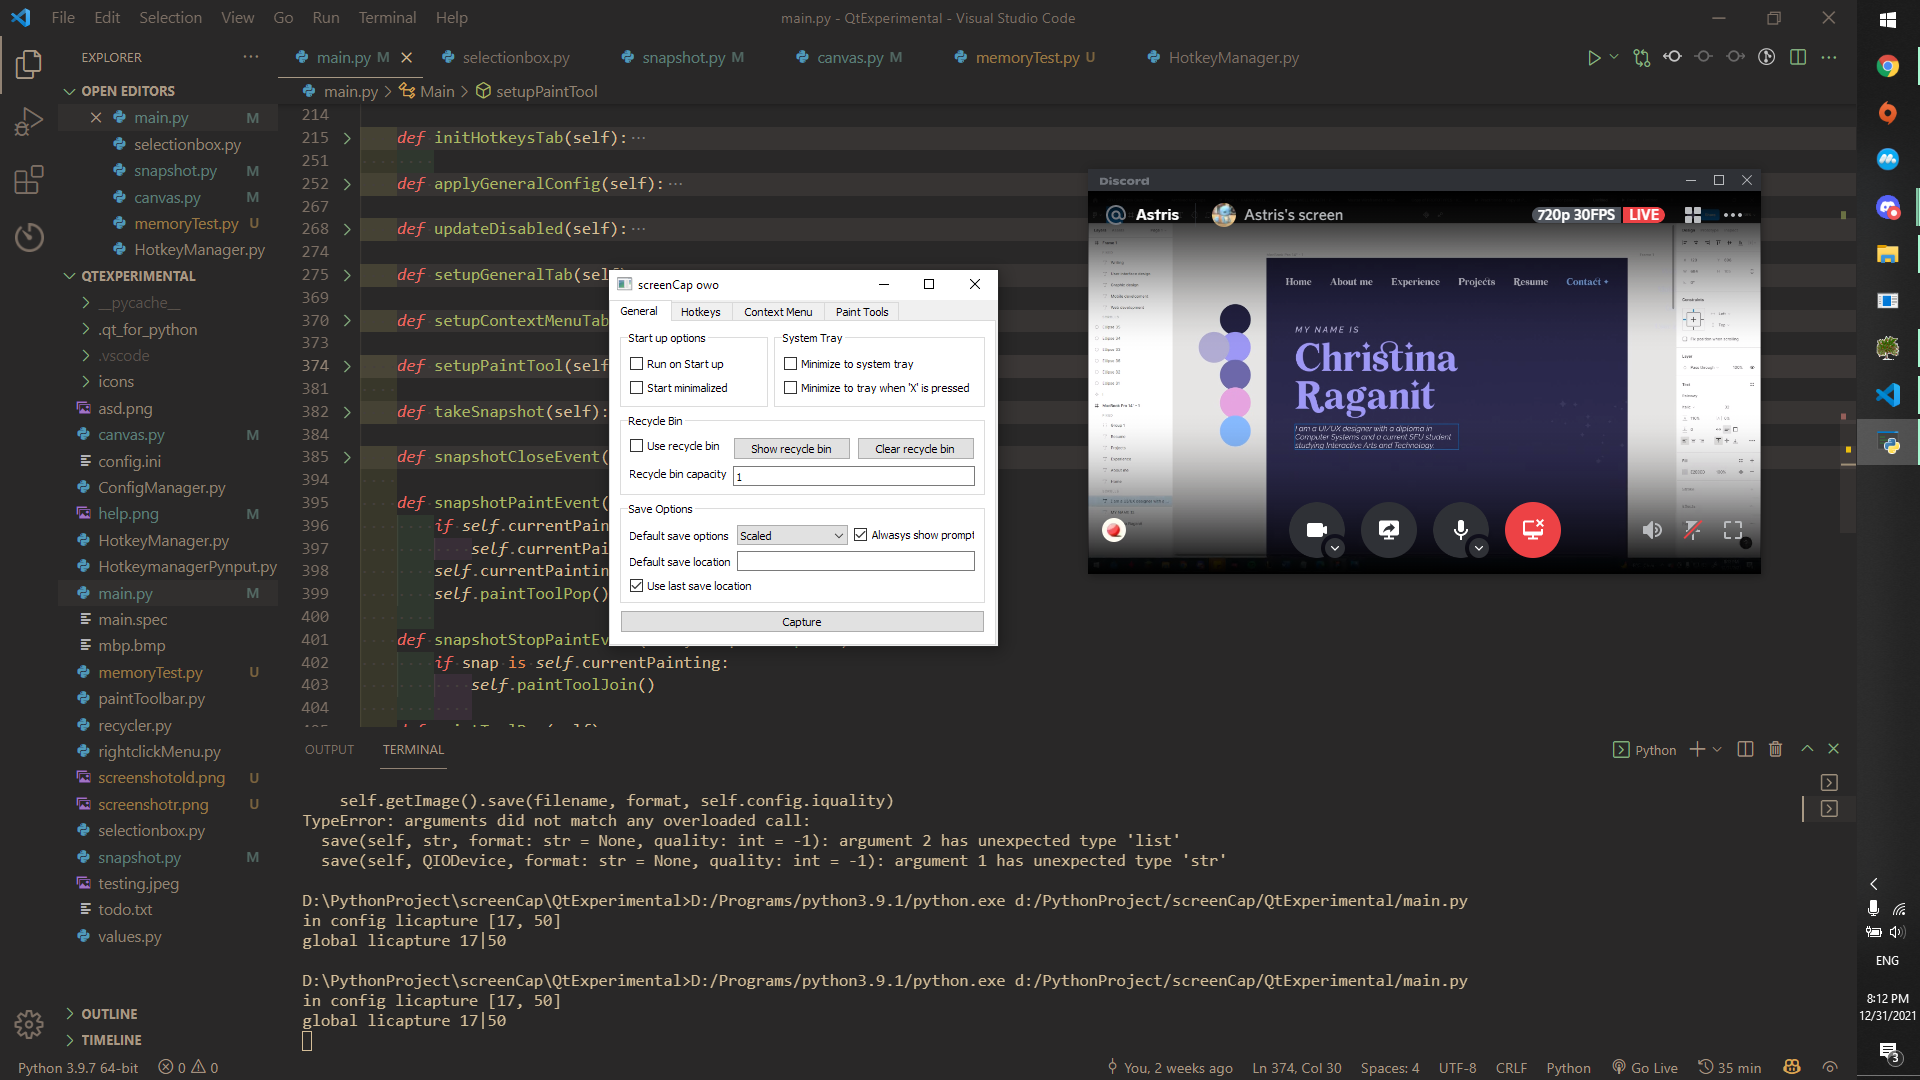 File Edit Selection View Go Run Terminal Help
main.py - QtExperimental - Visual Studio Code
EXPLORER
main.py M
selectionbox.py
snapshot.py M
canvas.py M
memoryTest.py U
HotkeyManager.py
main.py > Main > setupPaintTool
OPEN EDITORS
main.py M
selectionbox.py
snapshot.py M
canvas.py M
memoryTest.py U
HotkeyManager.py
QTEXPERIMENTAL
__pycache__
.qt_for_python
.vscode
icons
asd.png
canvas.py M
config.ini
ConfigManager.py
help.png M
HotkeyManager.py
HotkeymanagerPynput.py
main.py M
main.spec
mbp.bmp
memoryTest.py U
paintToolbar.py
recycler.py
rightclickMenu.py
screenshotold.png U
screenshotr.png U
selectionbox.py
snapshot.py M
testing.jpeg
todo.txt
values.py
OUTLINE
TIMELINE
214
215 def initHotkeysTab(self): ···
251
252 def applyGeneralConfig(self): ···
267
268 def updateDisabled(self): ···
274
275 def setupGeneralTab(sel
369
370 def setupContextMenuTab
373
374 def setupPaintTool(self
381
382 def takeSnapshot(self):
384
385 def snapshotCloseEvent(
394
395 def snapshotPaintEvent(
396 if self.currentPain
397 self.currentPai
398 self.currentPainting
399 self.paintToolPop()
400
401 def snapshotStopPaintEv
402 if snap is self.currentPainting:
403 self.paintToolJoin()
404
screenCap owo
General Hotkeys Context Menu Paint Tools
Start up options
Run on Start up
Start minimalized
System Tray
Minimize to system tray
Minimize to tray when 'X' is pressed
Recycle Bin
Use recycle bin Show recycle bin Clear recycle bin
Recycle bin capacity 1
Save Options
Default save options Scaled Alwasys show prompt
Default save location
Use last save location
Capture
Discord
Astris Astris's screen 720p 30FPS LIVE
Home About me Experience Projects Resume Contact
MY NAME IS
Christina
Raganit
I am a UI/UX designer with a diploma in
Computer Systems and a current SFU student
studying Interactive Arts and Technology.
OUTPUT TERMINAL
Python
self.getImage().save(filename, format, self.config.iquality)
TypeError: arguments did not match any overloaded call:
save(self, str, format: str = None, quality: int = -1): argument 2 has unexpected type 'list'
save(self, QIODevice, format: str = None, quality: int = -1): argument 1 has unexpected type 'str'
D:\PythonProject\screenCap\QtExperimental>D:/Programs/python3.9.1/python.exe d:/PythonProject/screenCap/QtExperimental/main.py
in config licapture [17, 50]
global licapture 17|50
D:\PythonProject\screenCap\QtExperimental>D:/Programs/python3.9.1/python.exe d:/PythonProject/screenCap/QtExperimental/main.py
in config licapture [17, 50]
global licapture 17|50
Python 3.9.7 64-bit 0 0
You, 2 weeks ago Ln 374, Col 30 Spaces: 4 UTF-8 CRLF Python Go Live 35 min
ENG
8:12 PM
12/31/2021
3